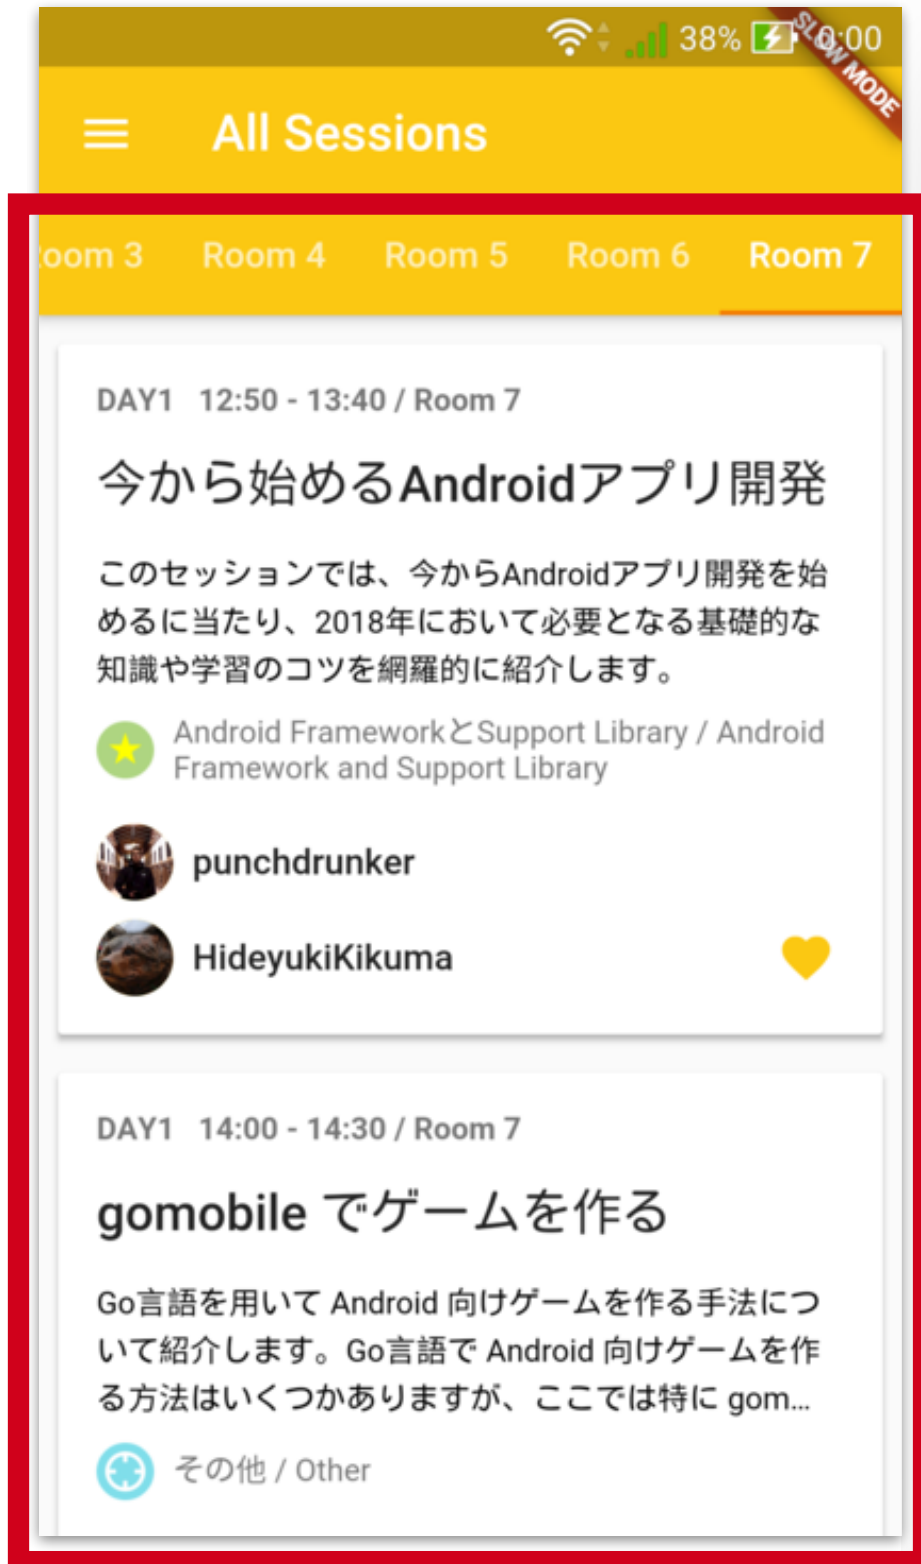 38% 0:00
SLOW MODE
All Sessions
oom 3 Room 4 Room 5 Room 6 Room 7
DAY1 12:50 - 13:40 / Room 7
今から始めるAndroidアプリ開発
このセッションでは、今からAndroidアプリ開発を始
めるに当たり、2018年において必要となる基礎的な
知識や学習のコツを網羅的に紹介します。
Android FrameworkとSupport Library / Android
Framework and Support Library
punchdrunker
HideyukiKikuma
DAY1 14:00 - 14:30 / Room 7
gomobile でゲームを作る
Go言語を用いて Android 向けゲームを作る手法につ
いて紹介します。Go言語で Android 向けゲームを作
る方法はいくつかありますが、ここでは特に gom...
その他 / Other